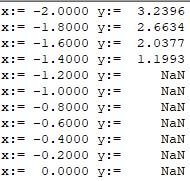 x:= -2.0000 y:= 3.2396
x:= -1.8000 y:= 2.6634
x:= -1.6000 y:= 2.0377
x:= -1.4000 y:= 1.1993
x:= -1.2000 y:= NaN
x:= -1.0000 y:= NaN
x:= -0.8000 y:= NaN
x:= -0.6000 y:= NaN
x:= -0.4000 y:= NaN
x:= -0.2000 y:= NaN
x:= 0.0000 y:= NaN